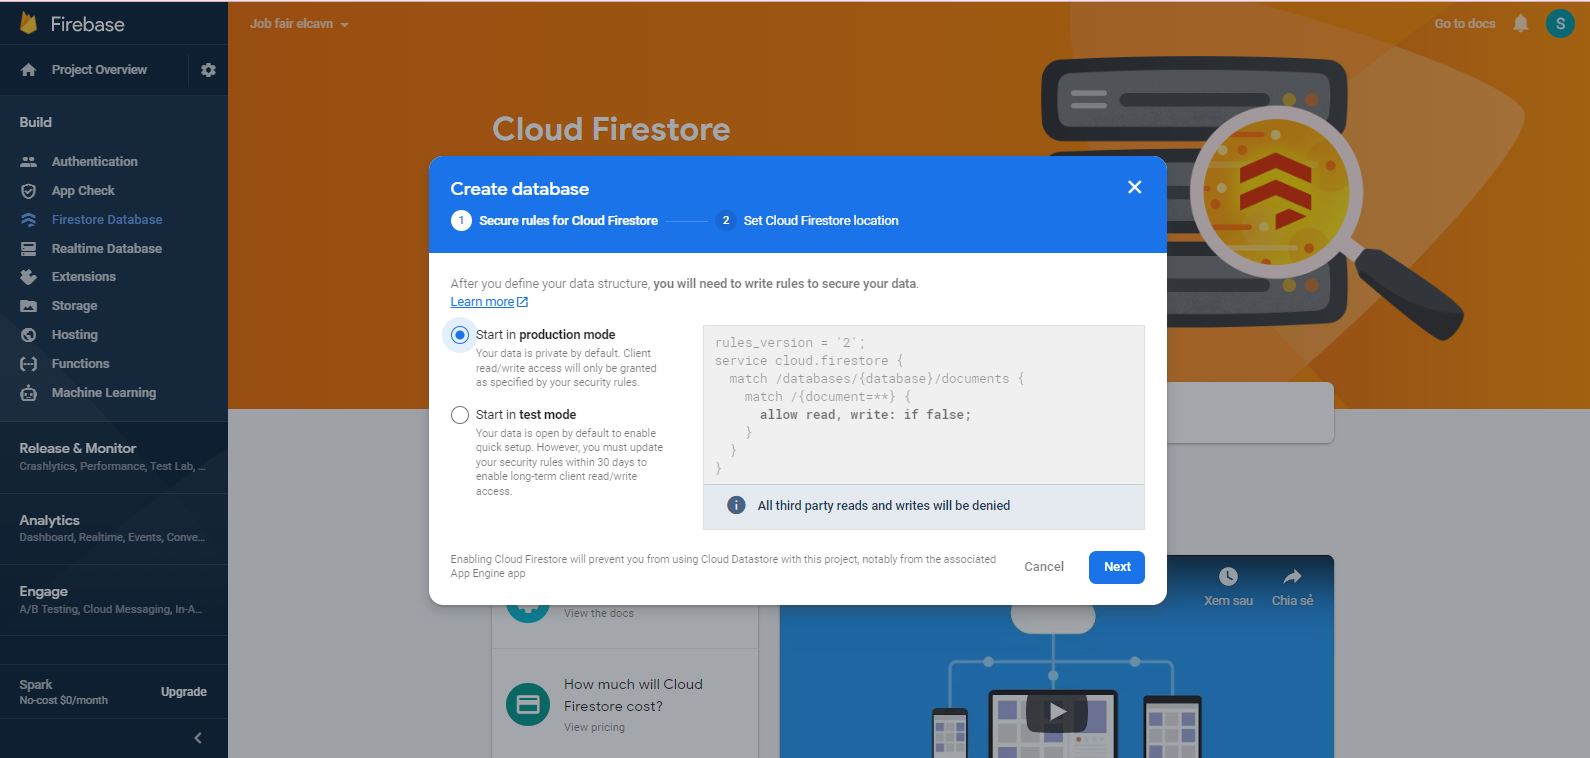 Firebase
Project Overview
Build
Authentication
App Check
Firestore Database
Realtime Database
Extensions
Storage
Hosting
Functions
Machine Learning
Release & Monitor
Crashlytics, Performance, Test Lab, ...
Analytics
Dashboard, Realtime, Events, Conve...
Engage
A/B Testing, Cloud Messaging, In-A...
Spark
No-cost $0/month
Upgrade
Job fair elcavn
Go to docs
S
Cloud Firestore
Create database
1 Secure rules for Cloud Firestore
2 Set Cloud Firestore location
After you define your data structure, you will need to write rules to secure your data.
Learn more
Start in production mode
Your data is private by default. Client
read/write access will only be granted
as specified by your security rules.
Start in test mode
Your data is open by default to enable
quick setup. However, you must update
your security rules within 30 days to
enable long-term client read/write
access.
rules_version = '2';
service cloud.firestore {
match /databases/{database}/documents {
match /{document=**} {
allow read, write: if false;
}
}
}
All third party reads and writes will be denied
Enabling Cloud Firestore will prevent you from using Cloud Datastore with this project, notably from the associated
App Engine app
Cancel
Next
View the docs
How much will Cloud
Firestore cost?
View pricing
Xem sau
Chia sẻ